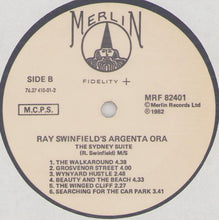 MERLIN
FIDELITY +
SIDE B
74.27 410-01-2
M.C.P.S.
MRF 82401
©Merlin Records Ltd
℗1982
RAY SWINFIELD'S ARGENTA ORA
THE SYDNEY SUITE
(R. Swinfield) M/S
1. THE WALKAROUND 4.38
2. GROSVENOR STREET 4.00
3. WYNYARD HUSTLE 2.48
4. BEAUTY AND THE BEACH 4.33
5. THE WINGED CLIFF 2.27
6. SEARCHING FOR THE CAR PARK 3.41